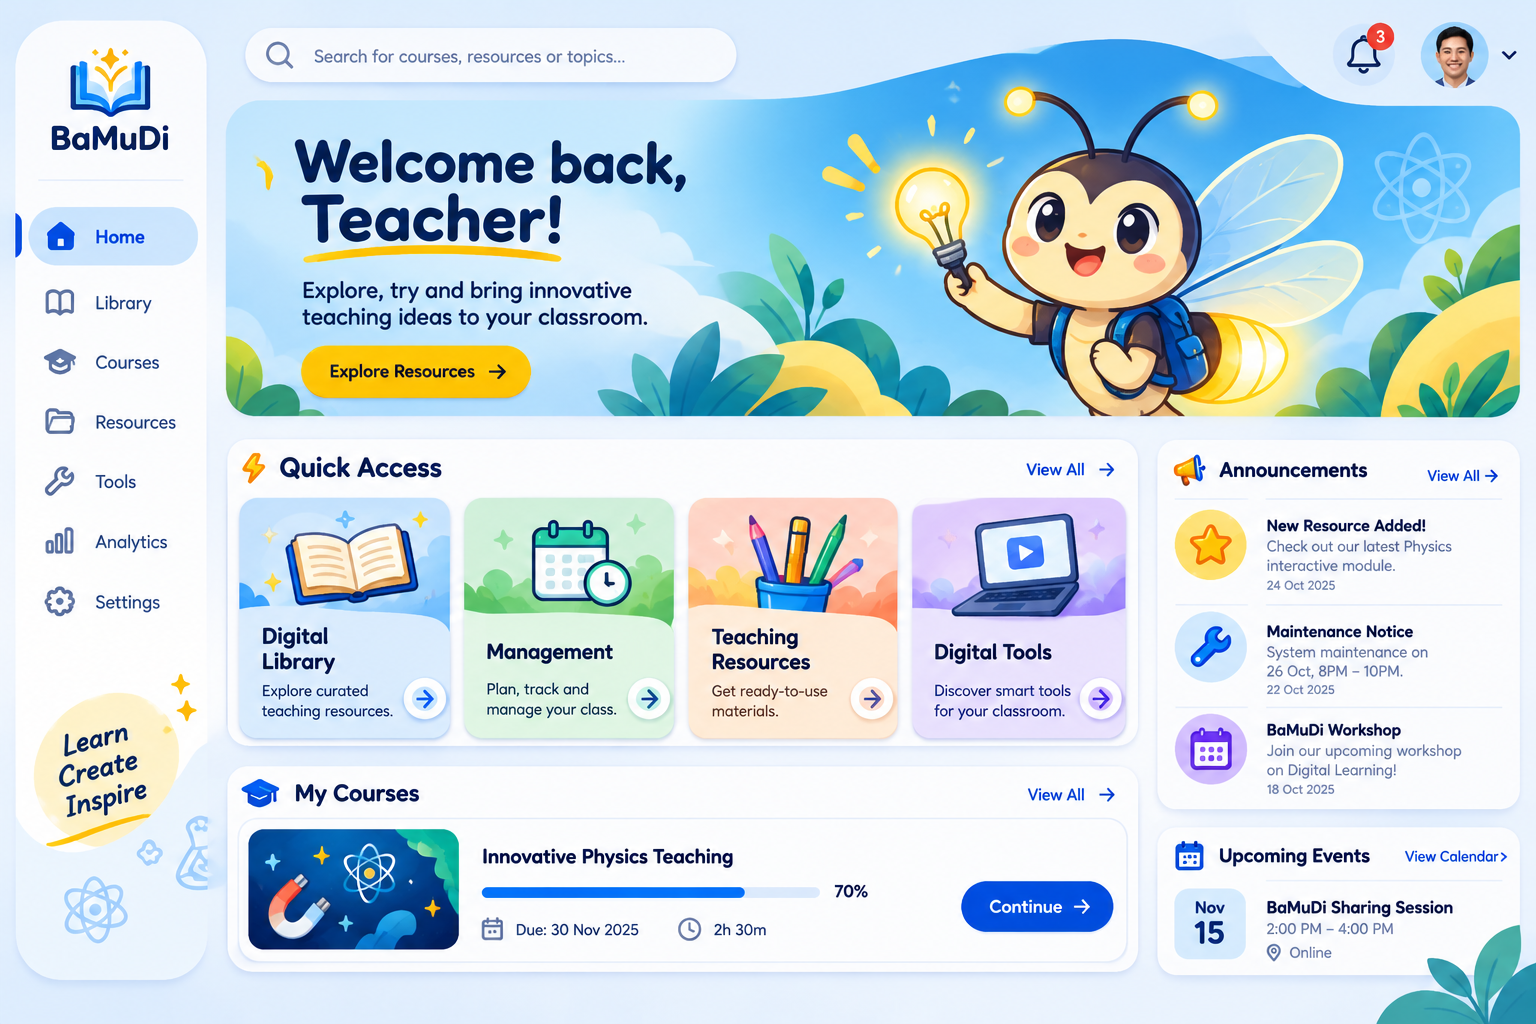 BaMuDi
Home
Library
Courses
Resources
Tools
Analytics
Settings
Learn
Create
Inspire
Search for courses, resources or topics...
3
Welcome back,
Teacher!
Explore, try and bring innovative
teaching ideas to your classroom.
Explore Resources
Quick Access
View All
Digital
Library
Explore curated
teaching resources.
Management
Plan, track and
manage your class.
Teaching
Resources
Get ready-to-use
materials.
Digital Tools
Discover smart tools
for your classroom.
My Courses
View All
Innovative Physics Teaching
70%
Due: 30 Nov 2025
2h 30m
Continue
Announcements
View All
New Resource Added!
Check out our latest Physics
interactive module.
24 Oct 2025
Maintenance Notice
System maintenance on
26 Oct, 8PM – 10PM.
22 Oct 2025
BaMuDi Workshop
Join our upcoming workshop
on Digital Learning!
18 Oct 2025
Upcoming Events
View Calendar
Nov
15
BaMuDi Sharing Session
2:00 PM – 4:00 PM
Online